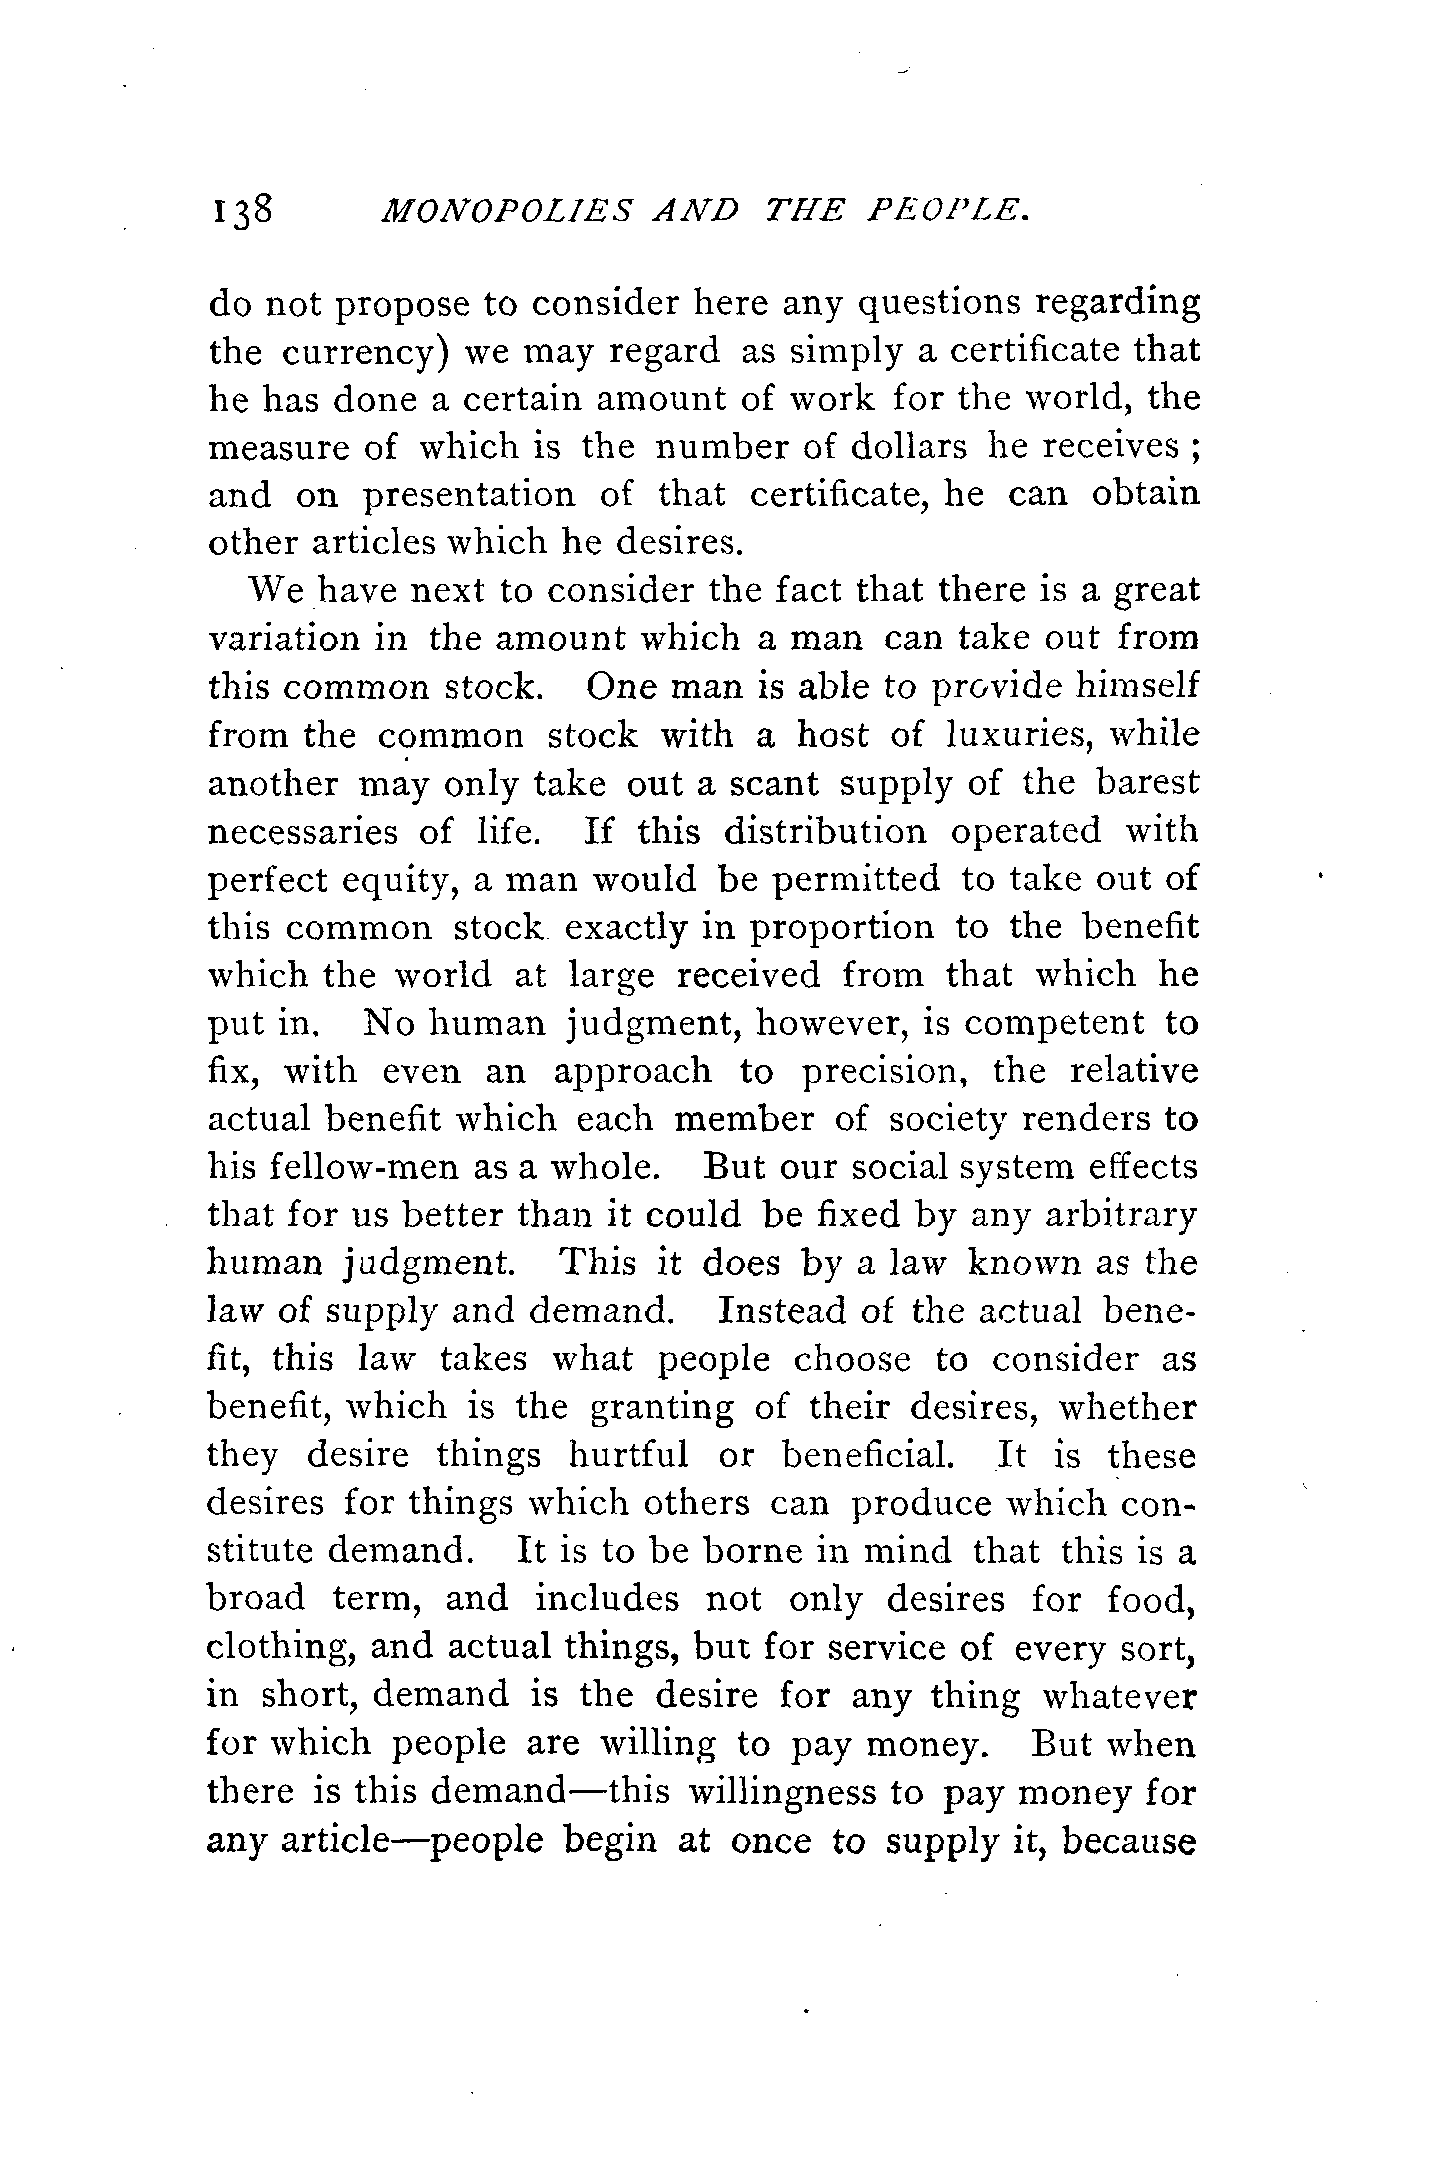 138 MONOPOLIES AND THE PEOPLE.
do not propose to consider here any questions regarding
the currency) we may regard as simply a certificate that
he has done a certain amount of work for the world, the
measure of which is the number of dollars he receives ;
and on presentation of that certificate, he can obtain
other articles which he desires.
We have next to consider the fact that there is a great
variation in the amount which a man can take out from
this common stock. One man is able to provide himself
from the common stock with a host of luxuries, while
another may only take out a scant supply of the barest
necessaries of life. If this distribution operated with
perfect equity, a man would be permitted to take out of
this common stock exactly in proportion to the benefit
which the world at large received from that which he
put in. No human judgment, however, is competent to
fix, with even an approach to precision, the relative
actual benefit which each member of society renders to
his fellow-men as a whole. But our social system effects
that for us better than it could be fixed by any arbitrary
human judgment. This it does by a law known as the
law of supply and demand. Instead of the actual bene-
fit, this law takes what people choose to consider as
benefit, which is the granting of their desires, whether
they desire things hurtful or beneficial. It is these
desires for things which others can produce which con-
stitute demand. It is to be borne in mind that this is a
broad term, and includes not only desires for food,
clothing, and actual things, but for service of every sort,
in short, demand is the desire for any thing whatever
for which people are willing to pay money. But when
there is this demand—this willingness to pay money for
any article—people begin at once to supply it, because